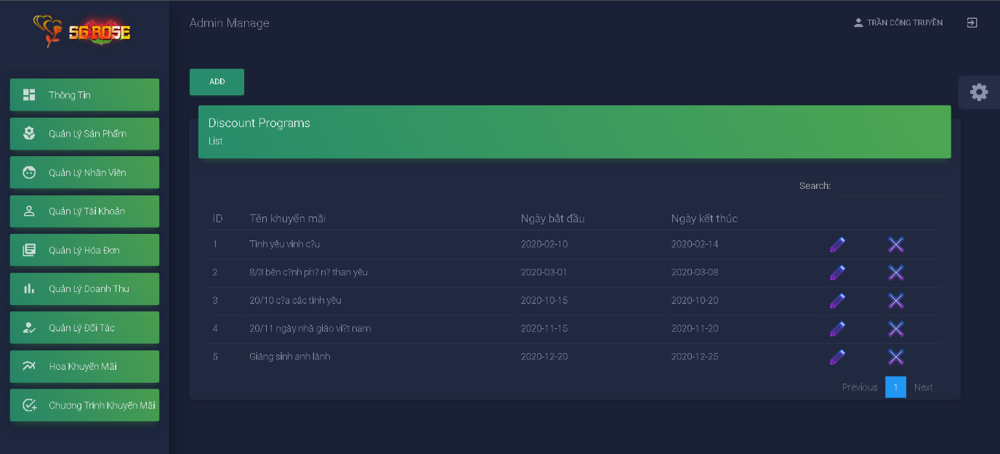 SG ROSE
Admin Manage
TRẦN CÔNG TRUYỀN
Thông Tin
Quản Lý Sản Phẩm
Quản Lý Nhân Viên
Quản Lý Tài Khoản
Quản Lý Hóa Đơn
Quản Lý Doanh Thu
Quản Lý Đối Tác
Hoa Khuyến Mãi
Chương Trình Khuyến Mãi
ADD
Discount Programs
List
Search:
ID Tên khuyến mãi Ngày bắt đầu Ngày kết thúc
1 Tình yêu vĩnh c?u 2020-02-10 2020-02-14
2 8/3 bên c?nh ph? n? than yêu 2020-03-01 2020-03-08
3 20/10 c?a các tình yêu 2020-10-15 2020-10-20
4 20/11 ngày nhà giáo vi?t nam 2020-11-15 2020-11-20
5 Giáng sinh anh lành 2020-12-20 2020-12-25
Previous 1 Next